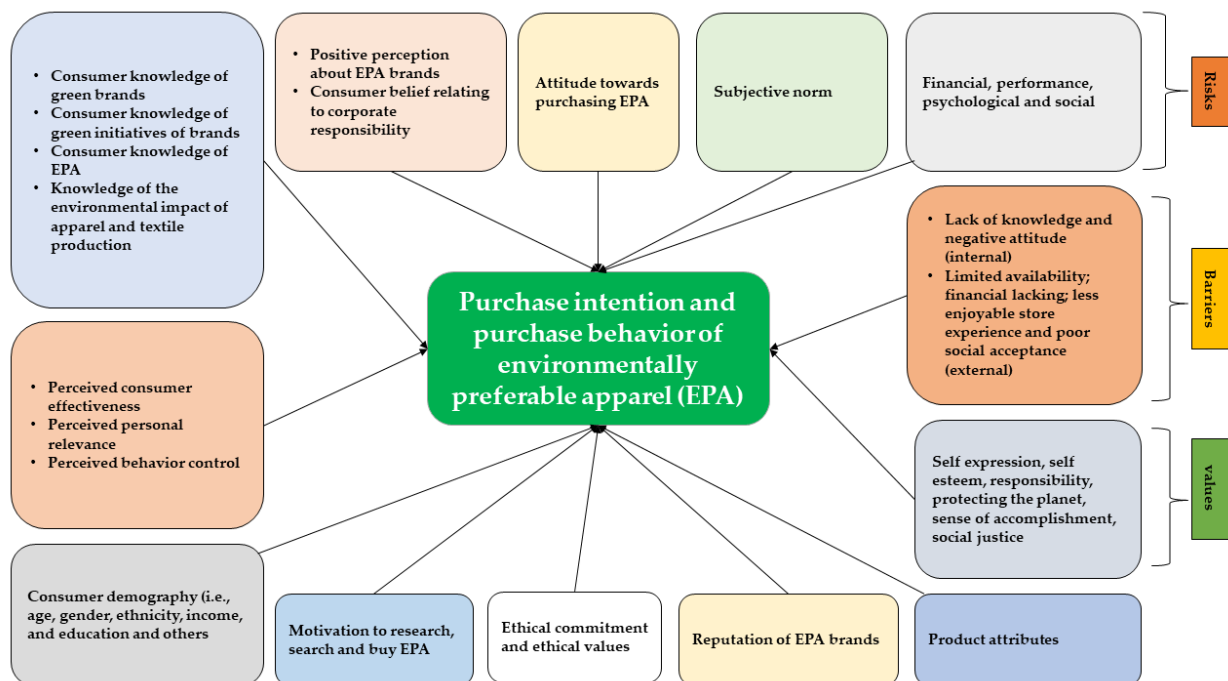 • Consumer knowledge of
green brands
• Consumer knowledge of
green initiatives of brands
• Consumer knowledge of
EPA
• Knowledge of the
environmental impact of
apparel and textile
production
• Positive perception
about EPA brands
• Consumer belief relating
to corporate
responsibility
Attitude towards
purchasing EPA
Subjective norm
Financial, performance,
psychological and social
Risks
• Lack of knowledge and
negative attitude
(internal)
• Limited availability;
financial lacking; less
enjoyable store
experience and poor
social acceptance
(external)
Barriers
Purchase intention and
purchase behavior of
environmentally
preferable apparel (EPA)
• Perceived consumer
effectiveness
• Perceived personal
relevance
• Perceived behavior control
Self expression, self
esteem, responsibility,
protecting the planet,
sense of accomplishment,
social justice
values
Consumer demography (i.e.,
age, gender, ethnicity, income,
and education and others
Motivation to research,
search and buy EPA
Ethical commitment
and ethical values
Reputation of EPA brands
Product attributes